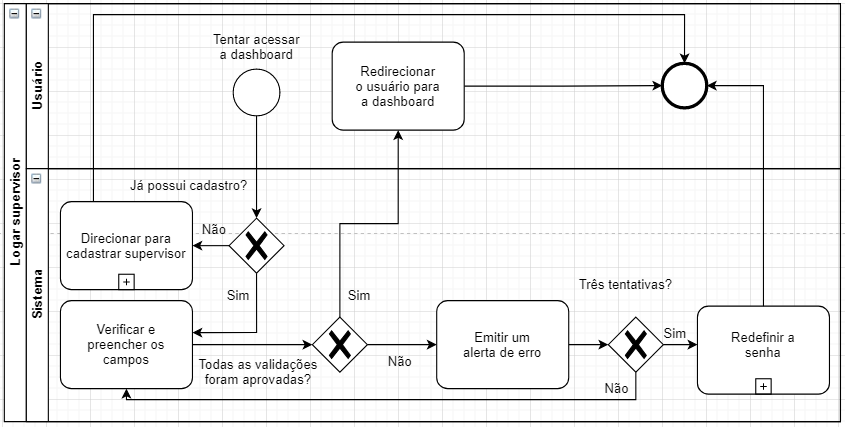 Logar supervisor
Usuário
Tentar acessar
a dashboard
Redirecionar
o usuário para
a dashboard
Sistema
Já possui cadastro?
Não
Direcionar para
cadastrar supervisor
Sim
Verificar e
preencher os
campos
Todas as validações
foram aprovadas?
Sim
Não
Emitir um
alerta de erro
Três tentativas?
Sim
Não
Redefinir a
senha